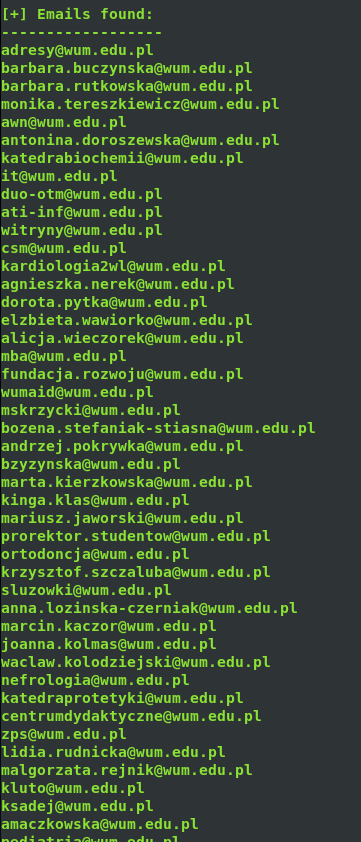 [+] Emails found:
------------------
adresy@wum.edu.pl
barbara.buczynska@wum.edu.pl
barbara.rutkowska@wum.edu.pl
monika.tereszkiewicz@wum.edu.pl
awn@wum.edu.pl
antonina.doroszewska@wum.edu.pl
katedrabiochemii@wum.edu.pl
it@wum.edu.pl
duo-otm@wum.edu.pl
ati-inf@wum.edu.pl
witryny@wum.edu.pl
csm@wum.edu.pl
kardiologia2wl@wum.edu.pl
agnieszka.nerek@wum.edu.pl
dorota.pytka@wum.edu.pl
elzbieta.wawiorko@wum.edu.pl
alicja.wieczorek@wum.edu.pl
mba@wum.edu.pl
fundacja.rozwoju@wum.edu.pl
wumaid@wum.edu.pl
mskrzycki@wum.edu.pl
bozena.stefaniak-stiasna@wum.edu.pl
andrzej.pokrywka@wum.edu.pl
bzyzynska@wum.edu.pl
marta.kierzkowska@wum.edu.pl
kinga.klas@wum.edu.pl
mariusz.jaworski@wum.edu.pl
prorektor.studentow@wum.edu.pl
ortodoncja@wum.edu.pl
krzysztof.szczaluba@wum.edu.pl
sluzowki@wum.edu.pl
anna.lozinska-czerniak@wum.edu.pl
marcin.kaczor@wum.edu.pl
joanna.kolmas@wum.edu.pl
waclaw.kolodziejski@wum.edu.pl
nefrologia@wum.edu.pl
katedraprotetyki@wum.edu.pl
centrumdydaktyczne@wum.edu.pl
zps@wum.edu.pl
lidia.rudnicka@wum.edu.pl
malgorzata.rejnik@wum.edu.pl
kluto@wum.edu.pl
ksadej@wum.edu.pl
amaczkowska@wum.edu.pl
pediatria@wum.edu.pl